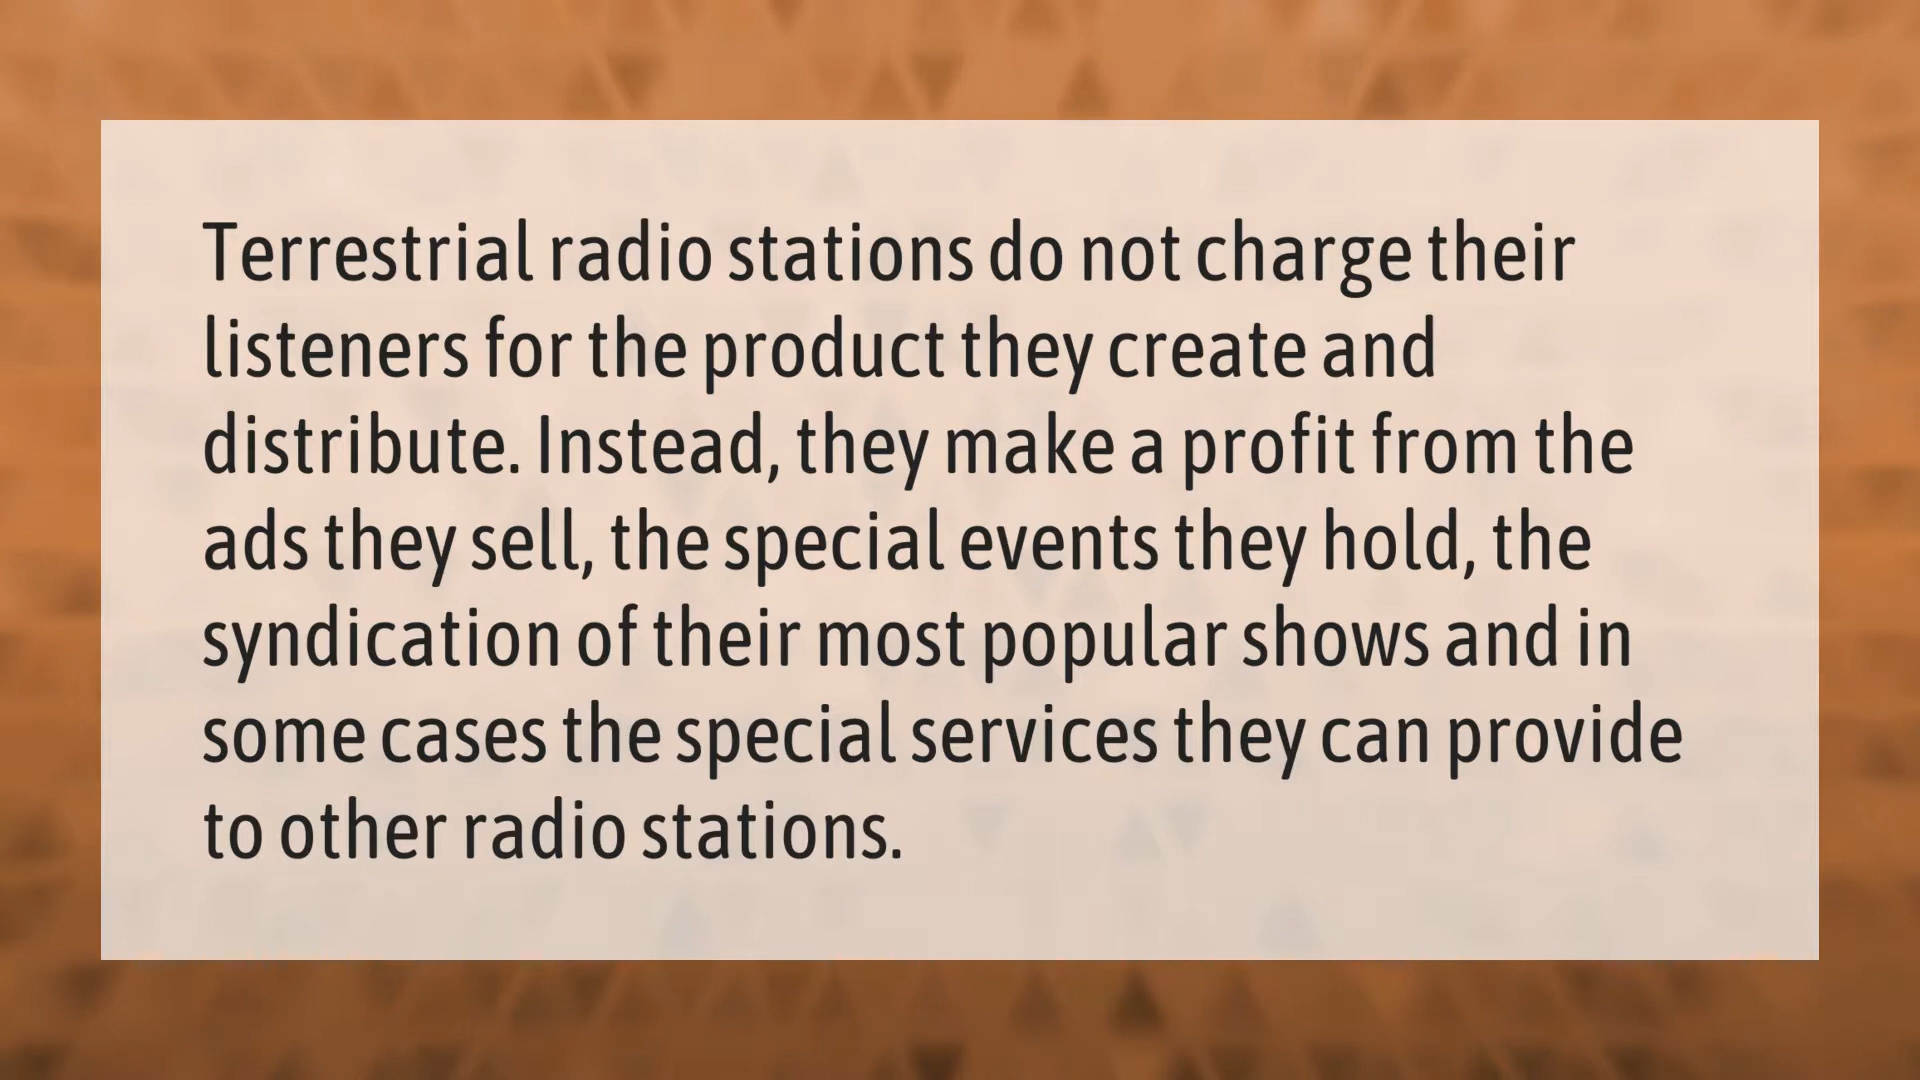 Terrestrial radio stations do not charge their
listeners for the product they create and
distribute. Instead, they make a profit from the
ads they sell, the special events they hold, the
syndication of their most popular shows and in
some cases the special services they can provide
to other radio stations.